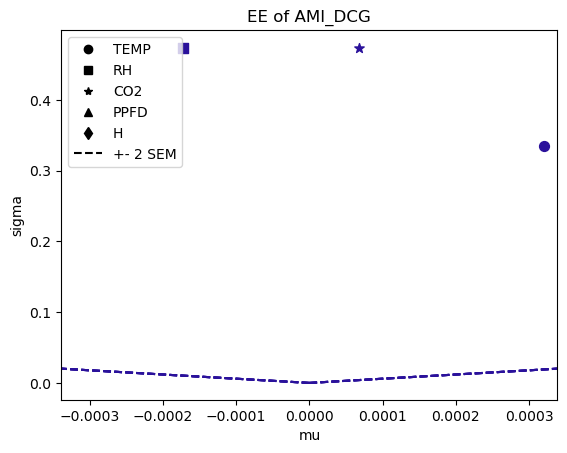 EE of AMI_DCG
TEMP
RH
CO2
PPFD
H
+- 2 SEM
sigma
0.4
0.3
0.2
0.1
0.0
−0.0003
−0.0002
−0.0001
0.0000
0.0001
0.0002
0.0003
mu